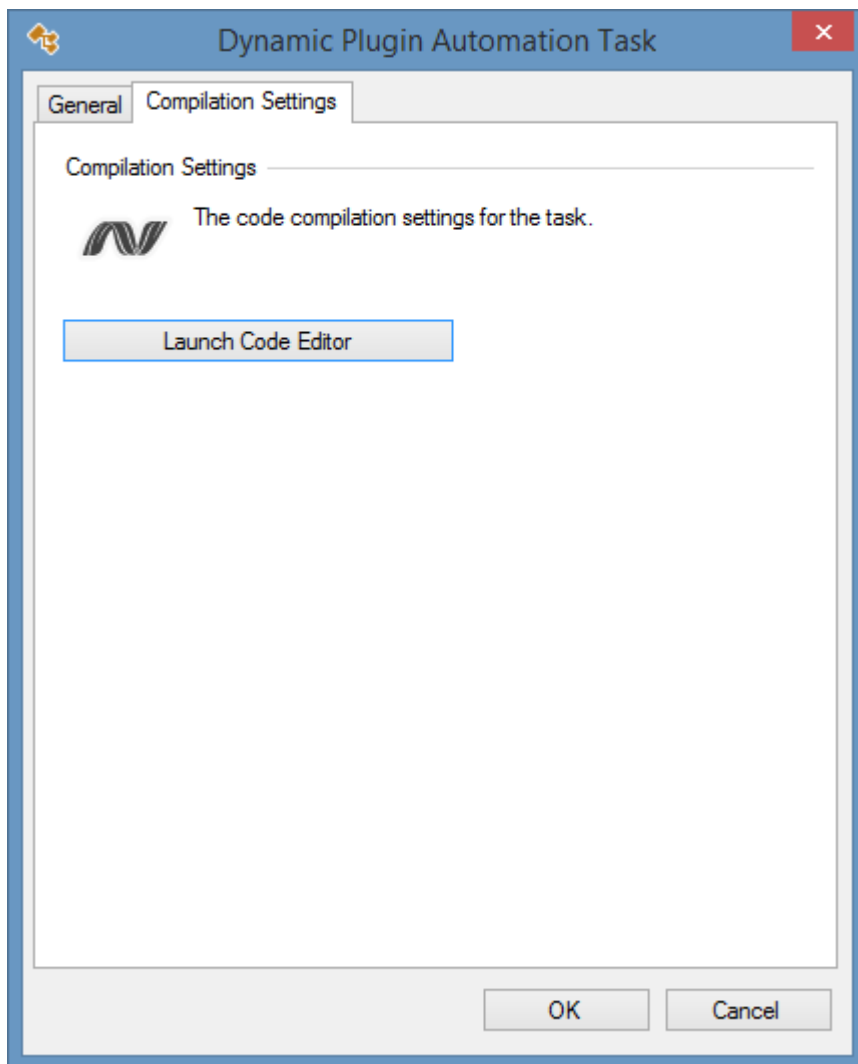 Dynamic Plugin Automation Task
General
Compilation Settings
Compilation Settings
The code compilation settings for the task.
Launch Code Editor
OK
Cancel